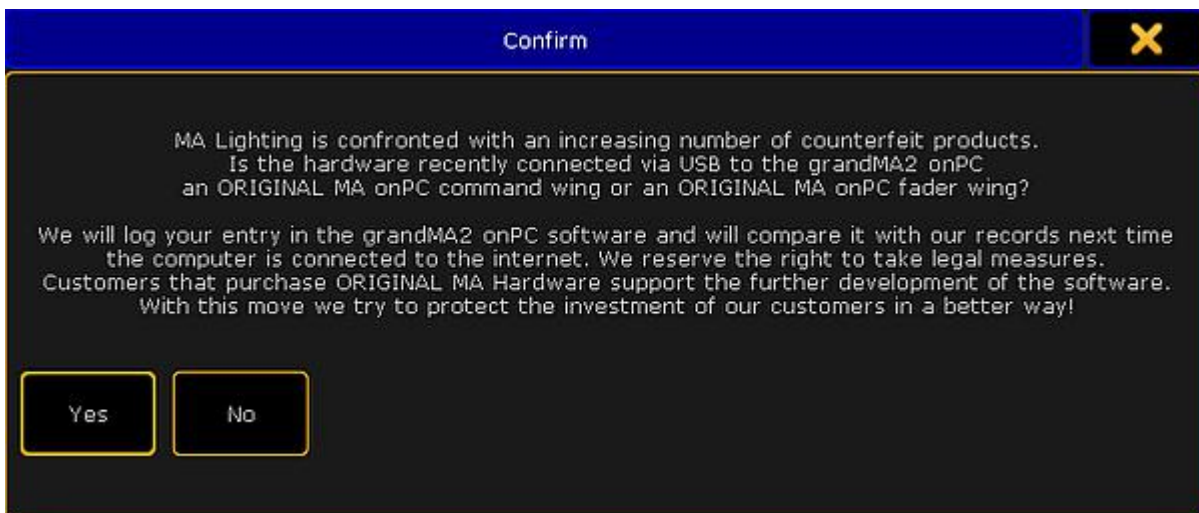 Confirm
MA Lighting is confronted with an increasing number of counterfeit products.
Is the hardware recently connected via USB to the grandMA2 onPC
an ORIGINAL MA onPC command wing or an ORIGINAL MA onPC fader wing?
We will log your entry in the grandMA2 onPC software and will compare it with our records next time
the computer is connected to the internet. We reserve the right to take legal measures.
Customers that purchase ORIGINAL MA Hardware support the further development of the software.
With this move we try to protect the investment of our customers in a better way!
Yes No